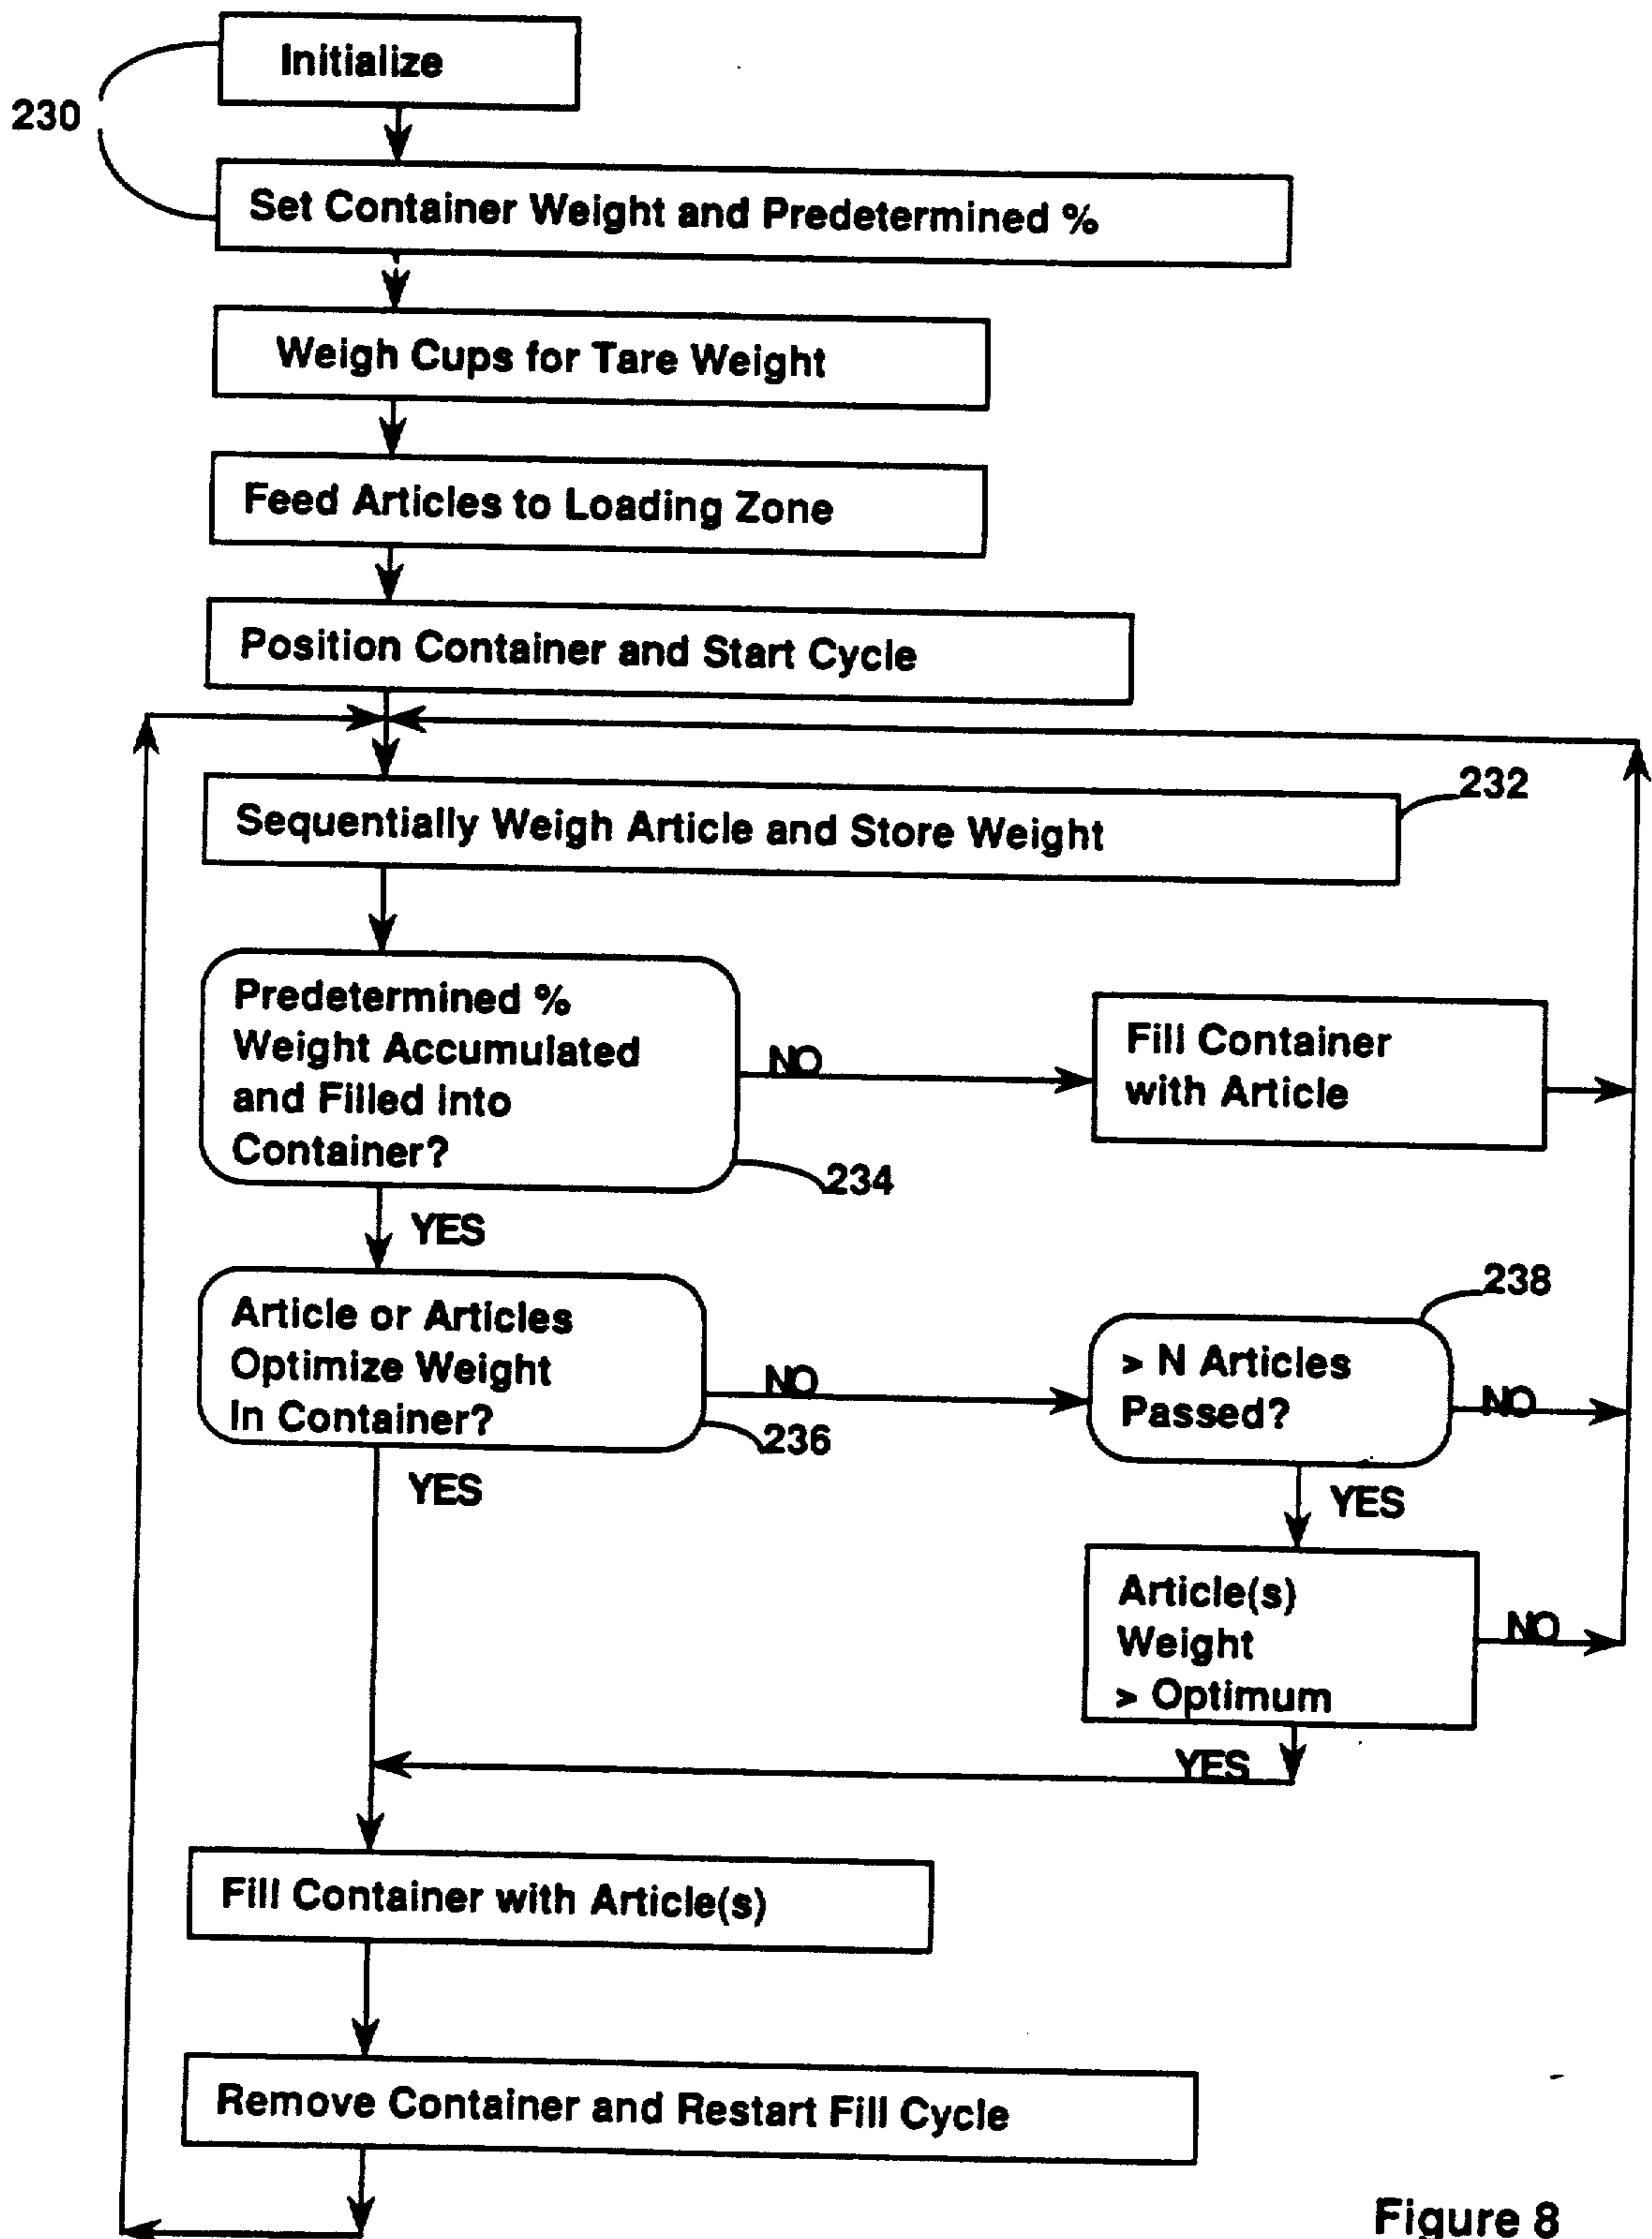 Initialize
230
Set Container Weight and Predetermined %
Weigh Cups for Tare Weight
Feed Articles to Loading Zone
Position Container and Start Cycle
232
Sequentially Weigh Article and Store Weight
Predetermined %
Weight Accumulated
and Filled into
Container?
NO
Fill Container
with Article
234
YES
238
Article or Articles
Optimize Weight
In Container?
NO
> N Articles
Passed?
NO
236
YES
YES
Article(s)
Weight
> Optimum
NO
YES
Fill Container with Article(s)
Remove Container and Restart Fill Cycle
Figure 8